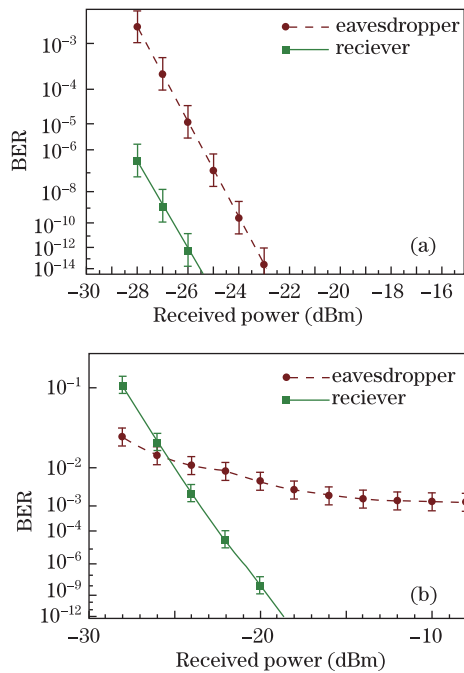 eavesdropper
reciever
10⁻³
10⁻⁴
10⁻⁵
10⁻⁶
10⁻⁸
10⁻¹⁰
10⁻¹²
10⁻¹⁴
BER
(a)
−30 −28 −26 −24 −22 −20 −18 −16
Received power (dBm)
eavesdropper
reciever
10⁻¹
10⁻²
10⁻³
10⁻⁴
10⁻⁶
10⁻⁹
10⁻¹²
BER
(b)
−30 −20 −10
Received power (dBm)